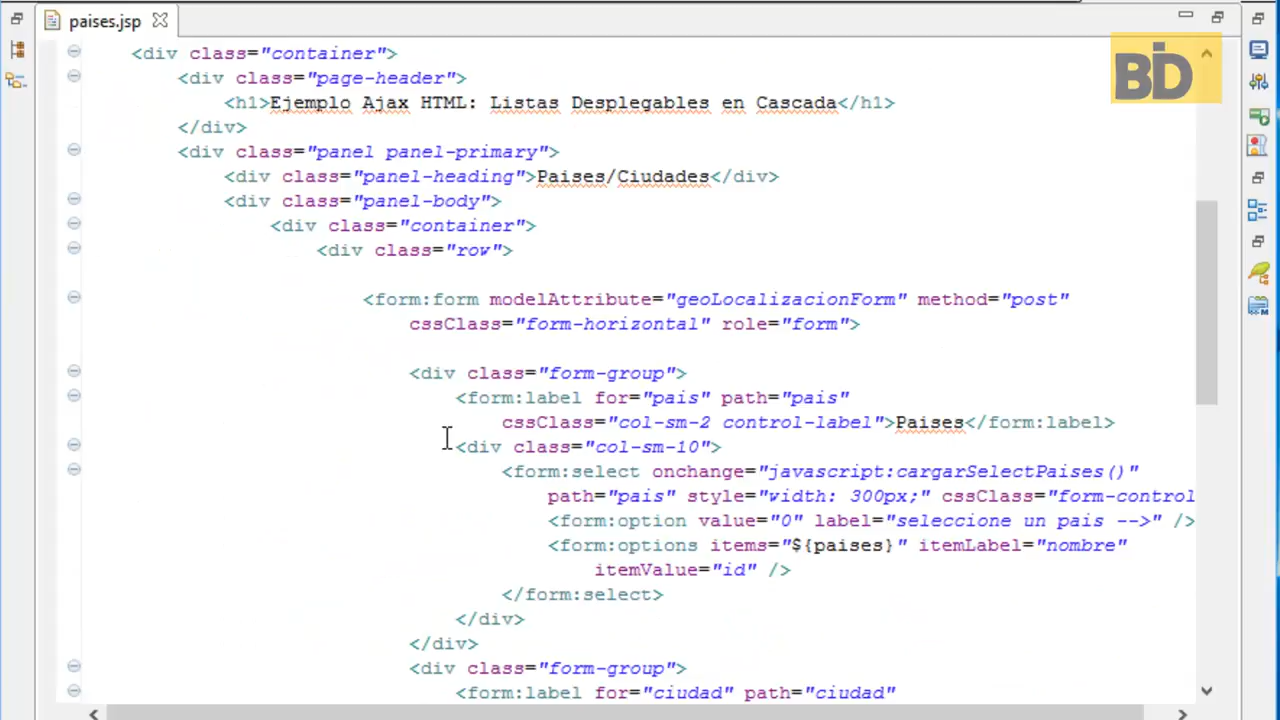 paises.jsp
BID
<div class="container">
<div class="page-header">
<h1>Ejemplo Ajax HTML: Listas Desplegables en Cascada</h1>
</div>
<div class="panel panel-primary">
<div class="panel-heading">Paises/Ciudades</div>
<div class="panel-body">
<div class="container">
<div class="row">
<form:form modelAttribute="geoLocalizacionForm" method="post"
cssClass="form-horizontal" role="form">
<div class="form-group">
<form:label for="pais" path="pais"
cssClass="col-sm-2 control-label">Paises</form:label>
<div class="col-sm-10">
<form:select onchange="javascript:cargarSelectPaises()"
path="pais" style="width: 300px;" cssClass="form-control
<form:option value="0" label="seleccione un pais -->" />
<form:options items="${paises}" itemLabel="nombre"
itemValue="id" />
</form:select>
</div>
</div>
<div class="form-group">
<form:label for="ciudad" path="ciudad"